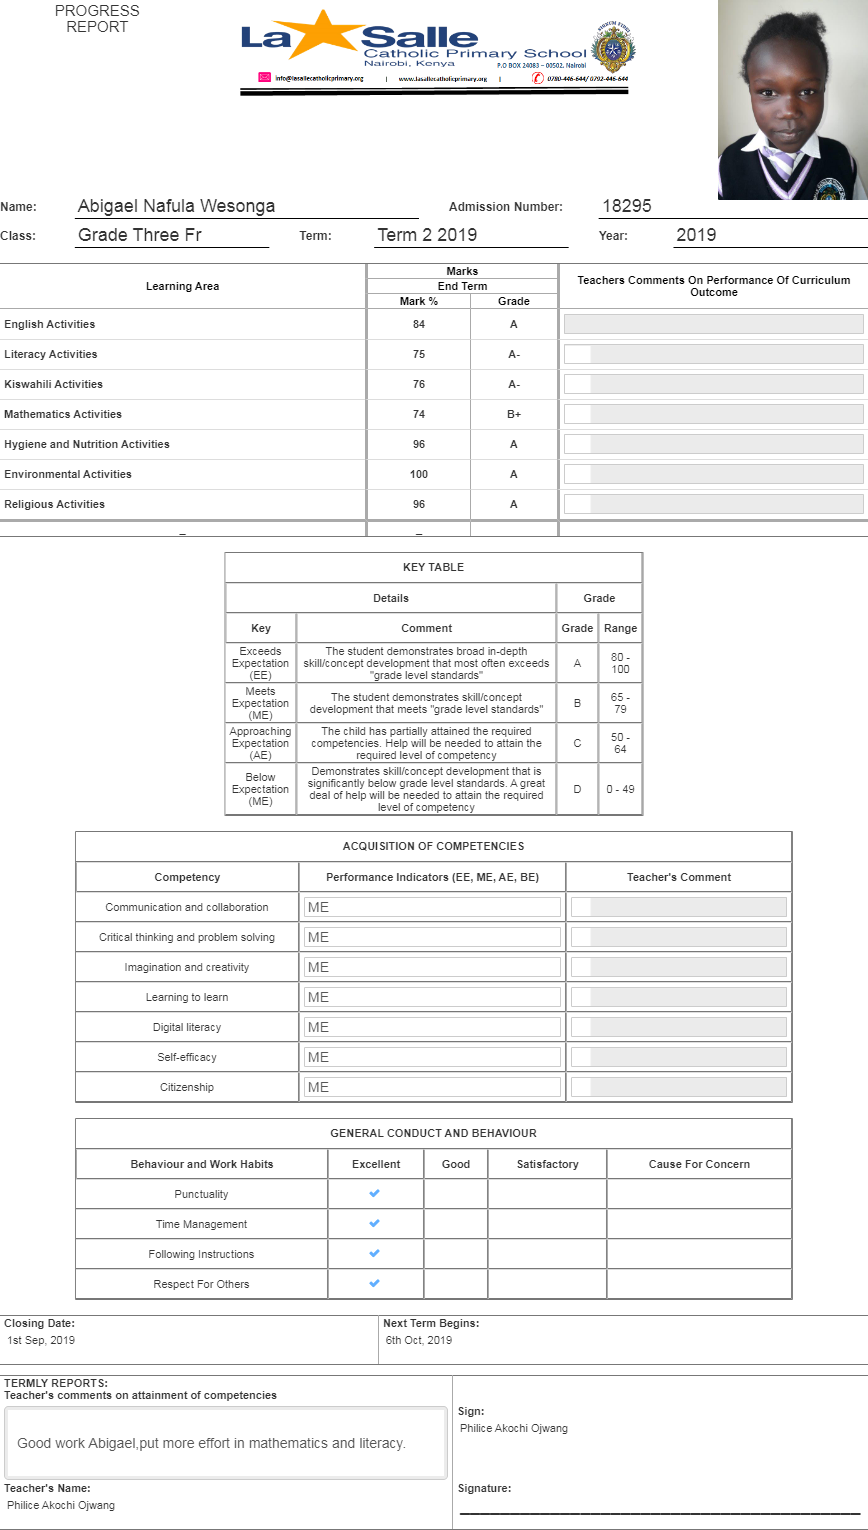 PROGRESS
REPORT
La Salle
Catholic Primary School
Nairobi, Kenya
P.O BOX 24083 – 00502, Nairobi
info@lasallecatholicprimary.org | www.lasallecatholicprimary.org | 0780-446-644/ 0792-446-644
Name: Abigael Nafula Wesonga Admission Number: 18295
Class: Grade Three Fr Term: Term 2 2019 Year: 2019
Learning Area Marks Teachers Comments On Performance Of Curriculum Outcome
End Term
Mark % Grade
English Activities 84 A
Literacy Activities 75 A-
Kiswahili Activities 76 A-
Mathematics Activities 74 B+
Hygiene and Nutrition Activities 96 A
Environmental Activities 100 A
Religious Activities 96 A
_ _
KEY TABLE
Details Grade
Key Comment Grade Range
Exceeds Expectation (EE) The student demonstrates broad in-depth skill/concept development that most often exceeds "grade level standards" A 80 - 100
Meets Expectation (ME) The student demonstrates skill/concept development that meets "grade level standards" B 65 - 79
Approaching Expectation (AE) The child has partially attained the required competencies. Help will be needed to attain the required level of competency C 50 - 64
Below Expectation (ME) Demonstrates skill/concept development that is significantly below grade level standards. A great deal of help will be needed to attain the required level of competency D 0 - 49
ACQUISITION OF COMPETENCIES
Competency Performance Indicators (EE, ME, AE, BE) Teacher's Comment
Communication and collaboration ME
Critical thinking and problem solving ME
Imagination and creativity ME
Learning to learn ME
Digital literacy ME
Self-efficacy ME
Citizenship ME
GENERAL CONDUCT AND BEHAVIOUR
Behaviour and Work Habits Excellent Good Satisfactory Cause For Concern
Punctuality ✔
Time Management ✔
Following Instructions ✔
Respect For Others ✔
Closing Date: Next Term Begins:
1st Sep, 2019 6th Oct, 2019
TERMLY REPORTS:
Teacher's comments on attainment of competencies
Good work Abigael,put more effort in mathematics and literacy.
Sign:
Philice Akochi Ojwang
Teacher's Name: Signature:
Philice Akochi Ojwang